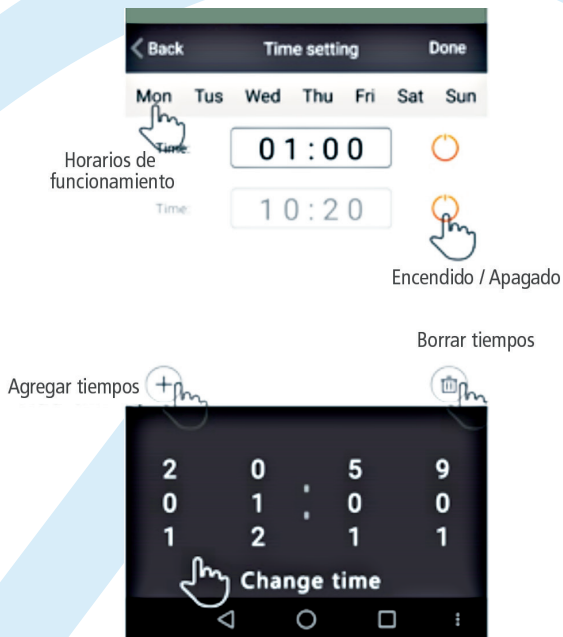 Back Time setting Done
Mon Tus Wed Thu Fri Sat Sun
Time:
01:00
Horarios de
funcionamiento
Time:
10:20
Encendido / Apagado
Borrar tiempos
Agregar tiempos
2 0 5 9
0 1 : 0 0
1 2 1 1
Change time